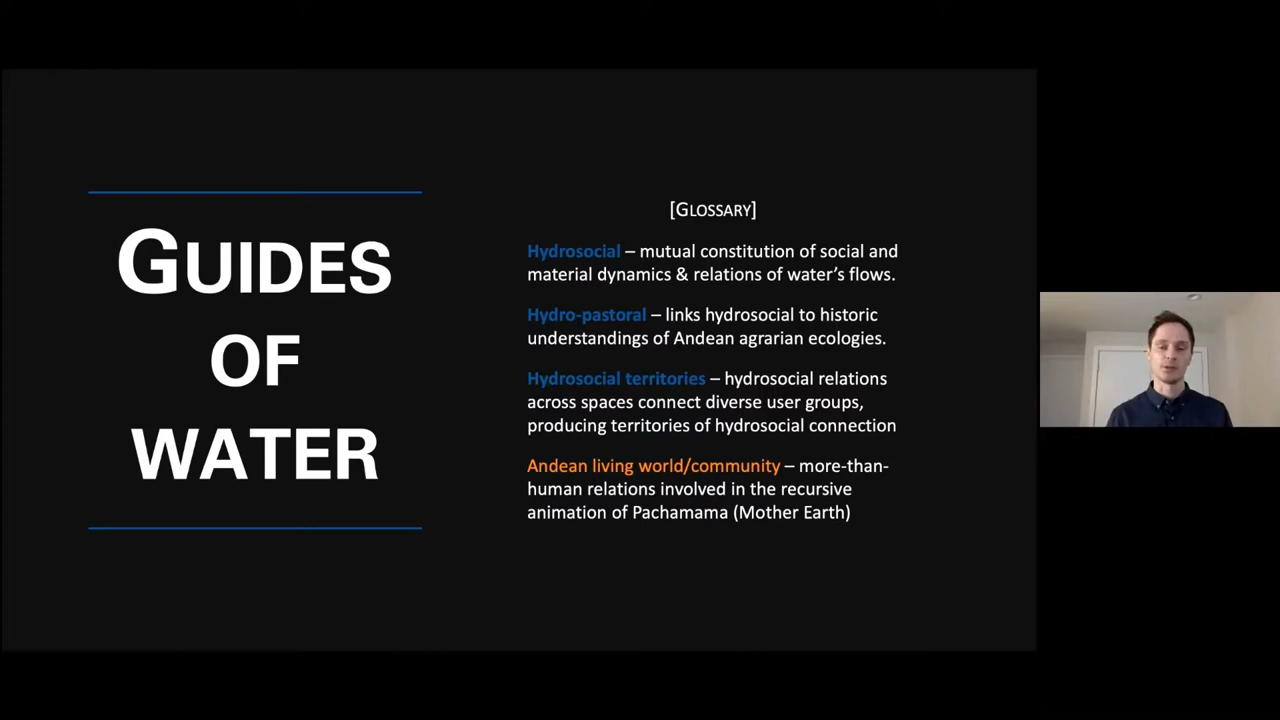 GUIDES
OF
WATER
[GLOSSARY]
Hydrosocial – mutual constitution of social and
material dynamics & relations of water’s flows.
Hydro-pastoral – links hydrosocial to historic
understandings of Andean agrarian ecologies.
Hydrosocial territories – hydrosocial relations
across spaces connect diverse user groups,
producing territories of hydrosocial connection
Andean living world/community – more-than-
human relations involved in the recursive
animation of Pachamama (Mother Earth)